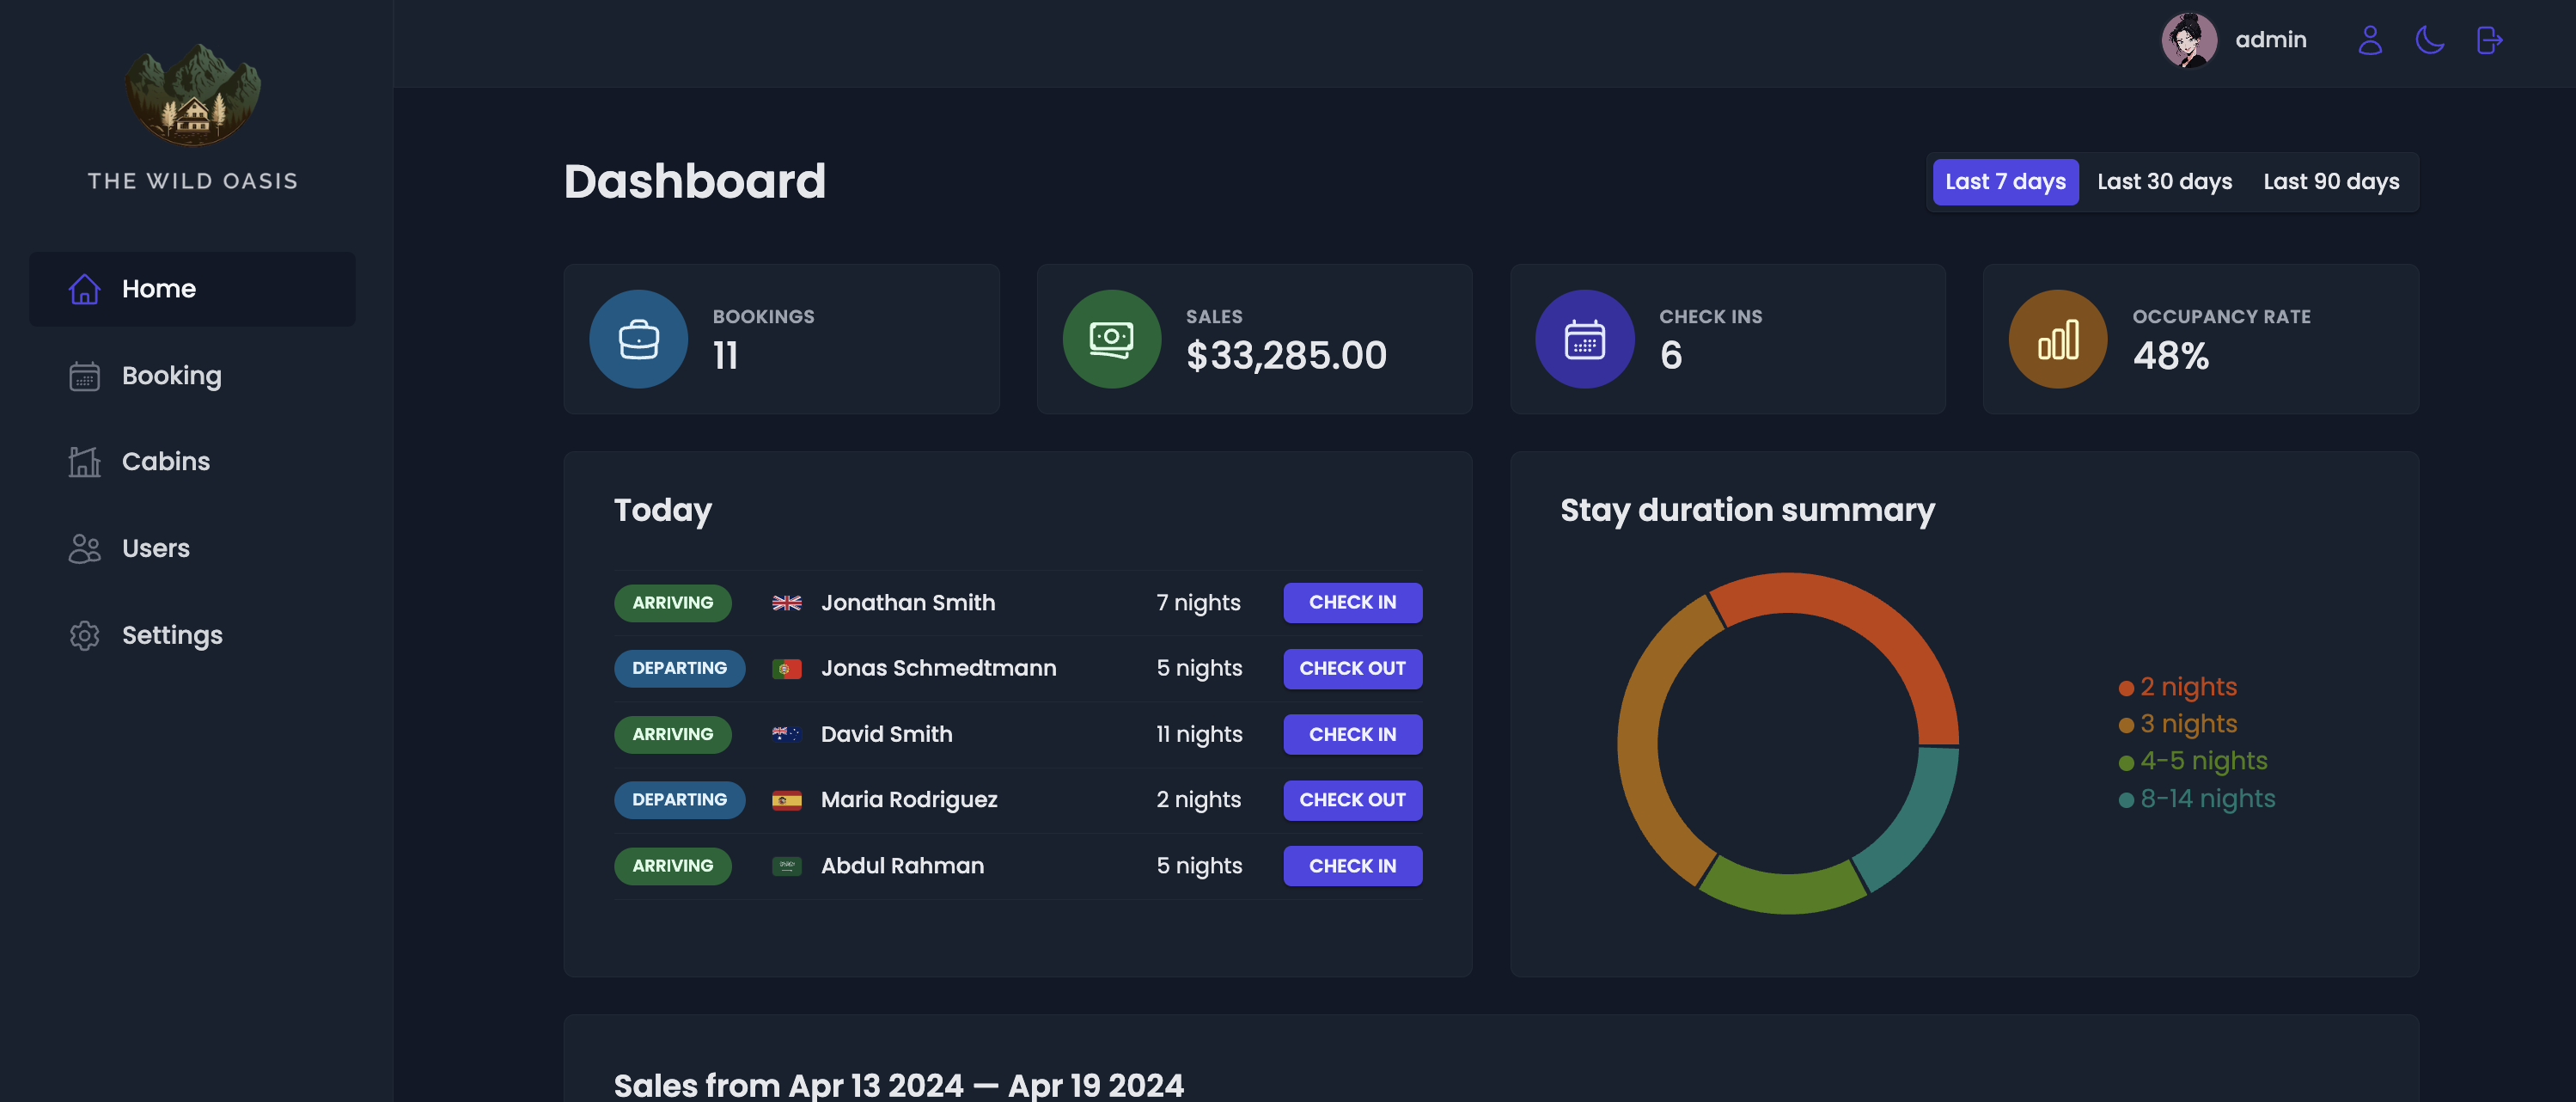 admin
THE WILD OASIS
Home
Booking
Cabins
Users
Settings
Dashboard
Last 7 days Last 30 days Last 90 days
BOOKINGS
11
SALES
$33,285.00
CHECK INS
6
OCCUPANCY RATE
48%
Today
ARRIVING Jonathan Smith 7 nights CHECK IN
DEPARTING Jonas Schmedtmann 5 nights CHECK OUT
ARRIVING David Smith 11 nights CHECK IN
DEPARTING Maria Rodriguez 2 nights CHECK OUT
ARRIVING Abdul Rahman 5 nights CHECK IN
Stay duration summary
2 nights
3 nights
4-5 nights
8-14 nights
Sales from Apr 13 2024 — Apr 19 2024